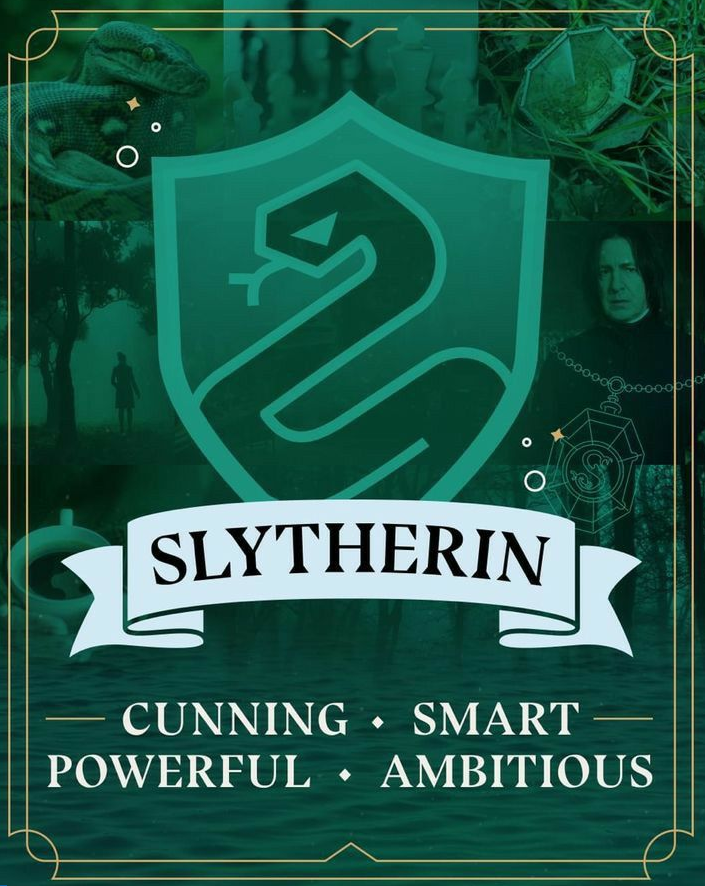 SLYTHERIN
CUNNING • SMART
POWERFUL • AMBITIOUS